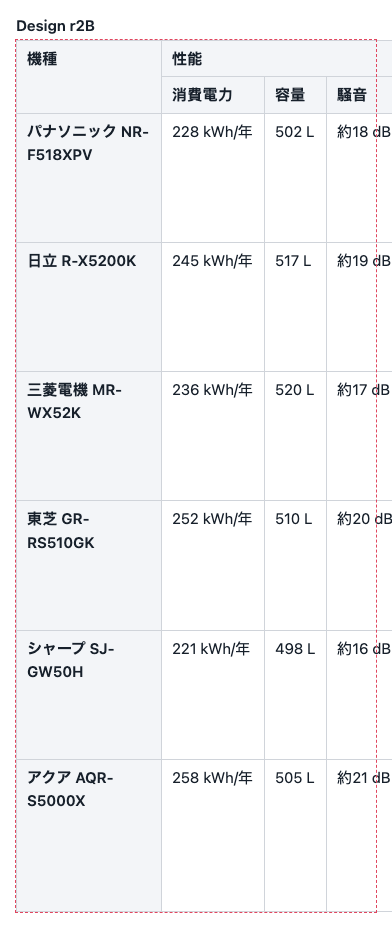 Design r2B
機種 性能
消費電力 容量 騒音
パナソニック NR- 228 kWh/年 502 L 約18 dB
F518XPV
日立 R-X5200K 245 kWh/年 517 L 約19 dB
三菱電機 MR- 236 kWh/年 520 L 約17 dB
WX52K
東芝 GR- 252 kWh/年 510 L 約20 dB
RS510GK
シャープ SJ- 221 kWh/年 498 L 約16 dB
GW50H
アクア AQR- 258 kWh/年 505 L 約21 dB
S5000X